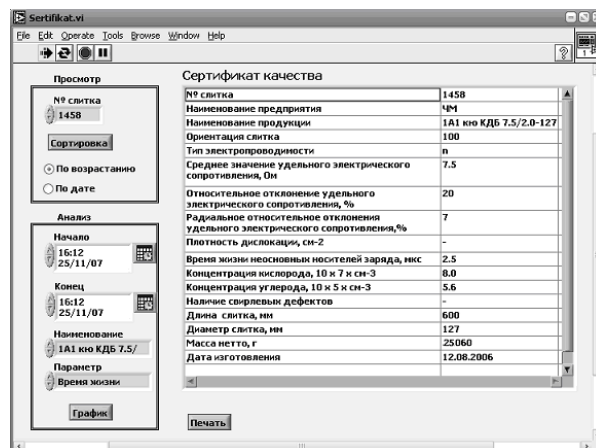 Sertifikat.vi
File Edit Operate Tools Browse Window Help
Просмотр
№ слитка
1458
Сортировка
По возрастанию
По дате
Анализ
Начало
16:12
25/11/07
Конец
16:12
25/11/07
Наименование
1А1 кю КДБ 7.5/
Параметр
Время жизни
График
Сертификат качества
№ слитка 1458
Наименование предприятия ЧМ
Наименование продукции 1А1 кю КДБ 7.5/2.0-127
Ориентация слитка 100
Тип электропроводимости п
Среднее значение удельного электрического
сопротивления, Ом 7.5
Относительное отклонение удельного
электрического сопротивления, % 20
Радиальное относительное отклонения
удельного электрического сопротивления,% 7
Плотность дислокации, см-2 -
Время жизни неосновных носителей заряда, мкс 2.5
Концентрация кислорода, 10 х 7 х см-3 8.0
Концентрация углерода, 10 х 5 х см-3 5.6
Наличие свирлевых дефектов -
Длина слитка, мм 600
Диаметр слитка, мм 127
Масса нетто, г 25060
Дата изготовления 12.08.2006
Печать